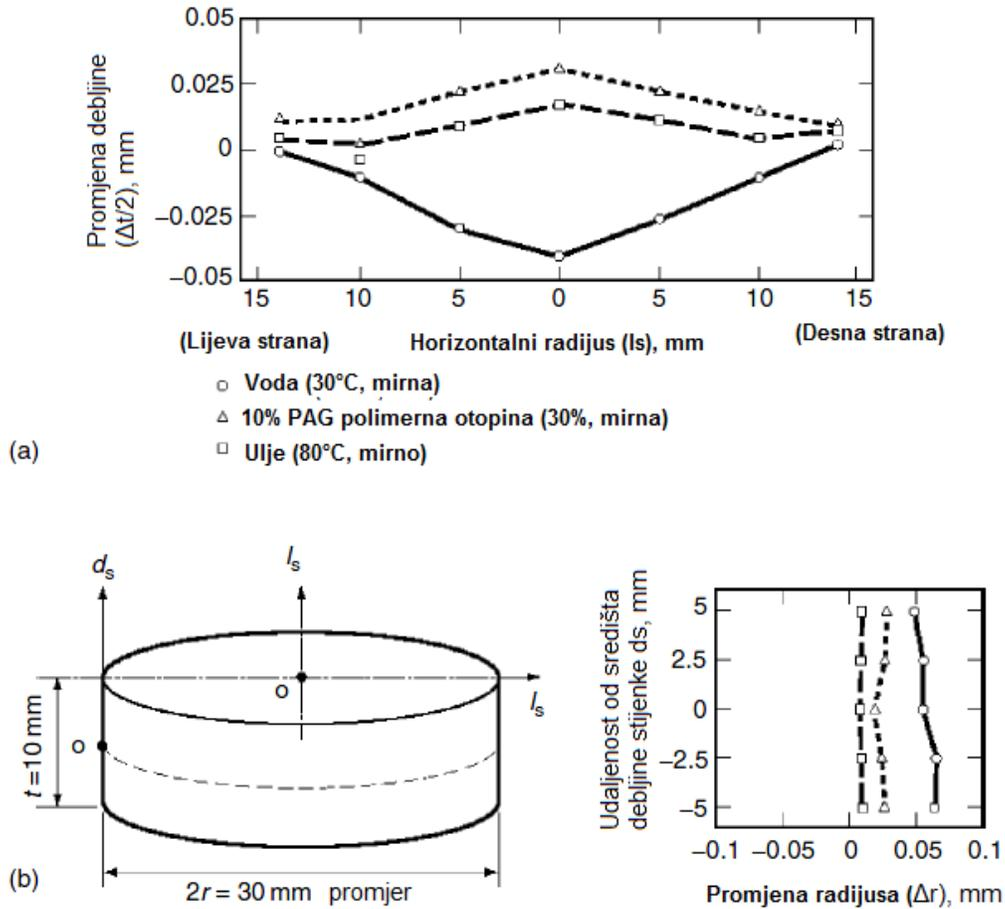 0.05
0.025
0
−0.025
−0.05
Promjena debljine
(Δt/2), mm
15 10 5 0 5 10 15
(Lijeva strana) Horizontalni radijus (ls), mm (Desna strana)
Voda (30°C, mirna)
10% PAG polimerna otopina (30%, mirna)
Ulje (80°C, mirno)
(a)
ds
ls
o
ls
o
t = 10 mm
2r = 30 mm promjer
(b)
Udaljenost od središta
debljine stijenke ds, mm
5
2.5
0
−2.5
−5
−0.1 −0.05 0 0.05 0.1
Promjena radijusa (Δr), mm